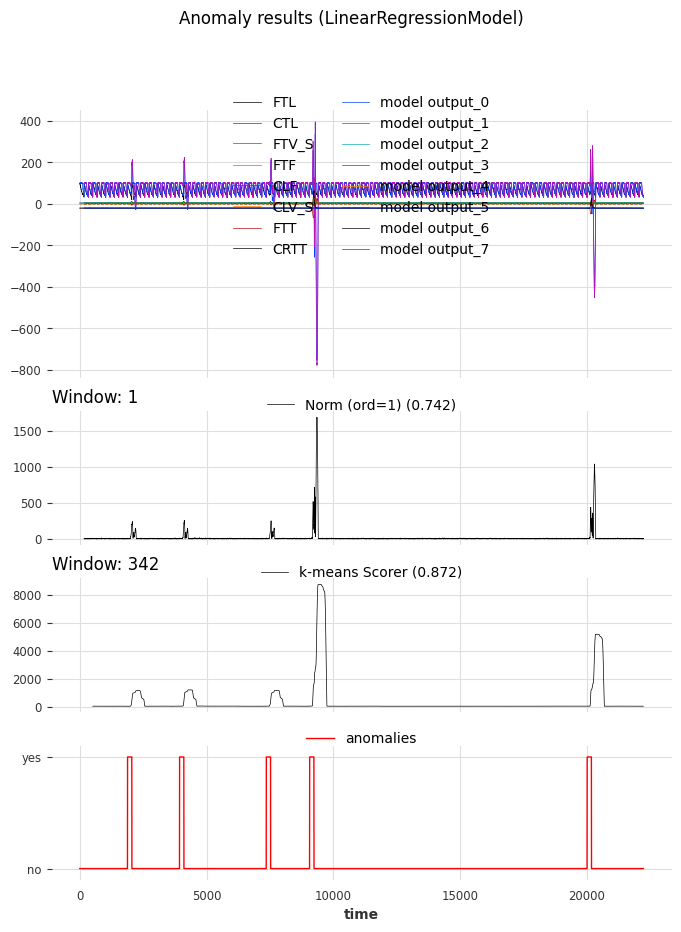 Anomaly results (LinearRegressionModel)
FTL model output_0
CTL model output_1
FTV_S model output_2
FTF model output_3
CLF model output_4
CLV_S model output_5
FTT model output_6
CRTT model output_7
400
200
0
−200
−400
−600
−800
Window: 1
Norm (ord=1) (0.742)
1500
1000
500
0
Window: 342
k-means Scorer (0.872)
8000
6000
4000
2000
0
anomalies
yes
no
0 5000 10000 15000 20000
time